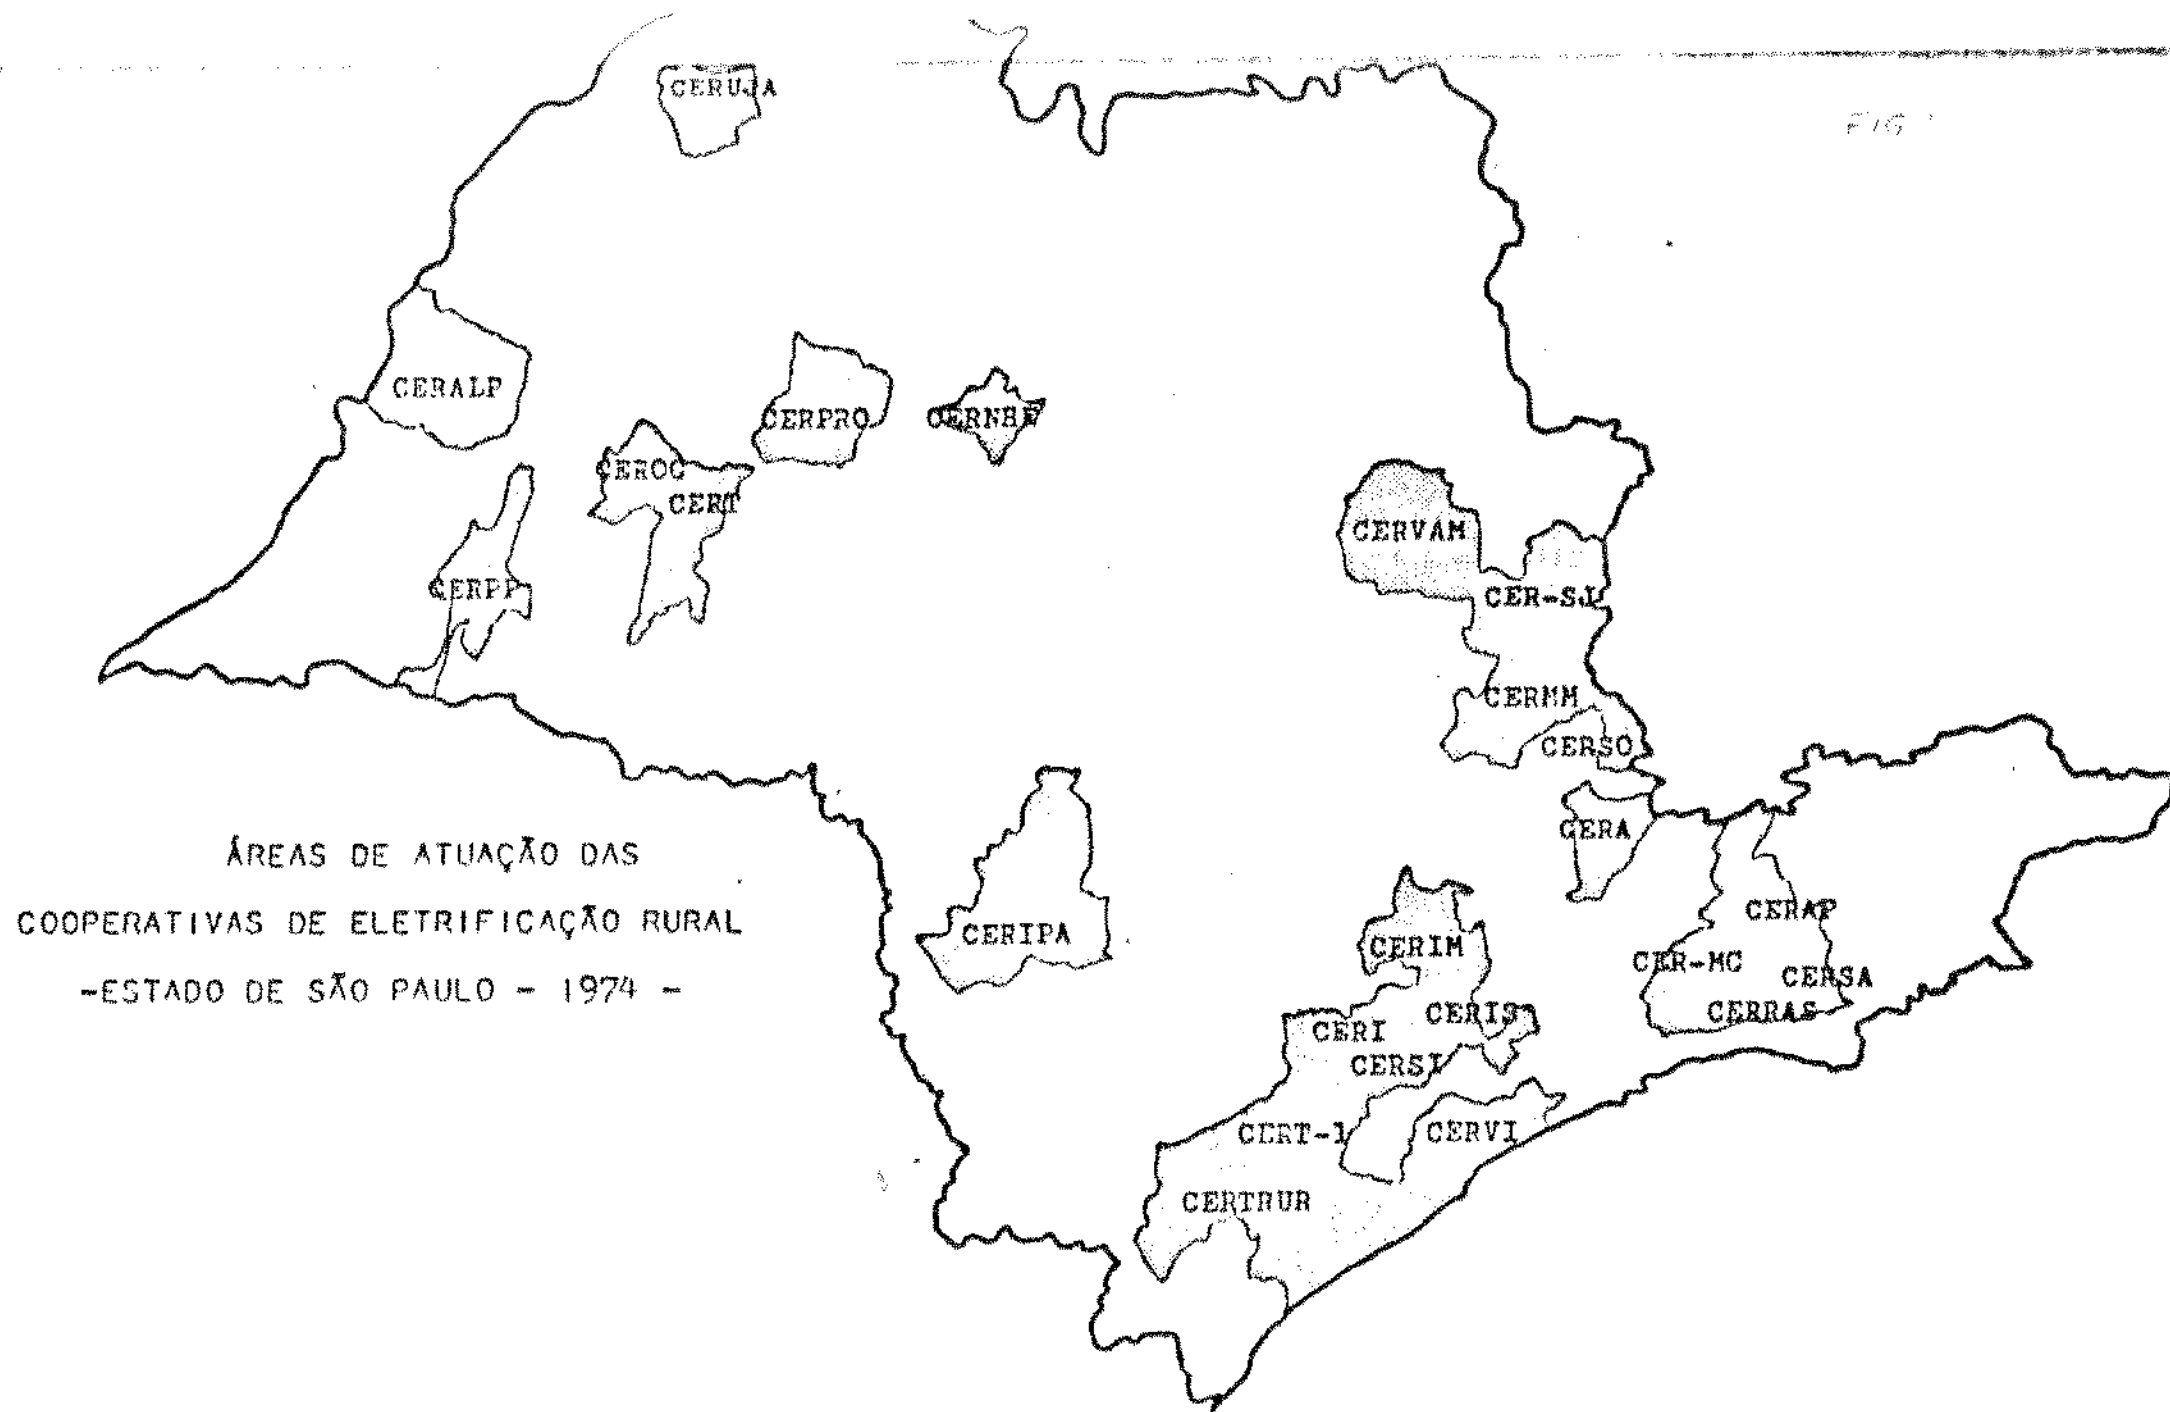 FIG
CERUJA
CERALP
CERPRO
CERNHE
CEROC
CERT
CERVAM
CERPP
CER-SJ
CERMM
CERSO
CERA
ÁREAS DE ATUAÇÃO DAS
COOPERATIVAS DE ELETRIFICAÇÃO RURAL
-ESTADO DE SÃO PAULO - 1974 -
CERIPA
CERIM
CERAP
CER-MC
CERSA
CERRAS
CERIS
CERI
CERSI
CERT-1
CERVI
CERTRUR